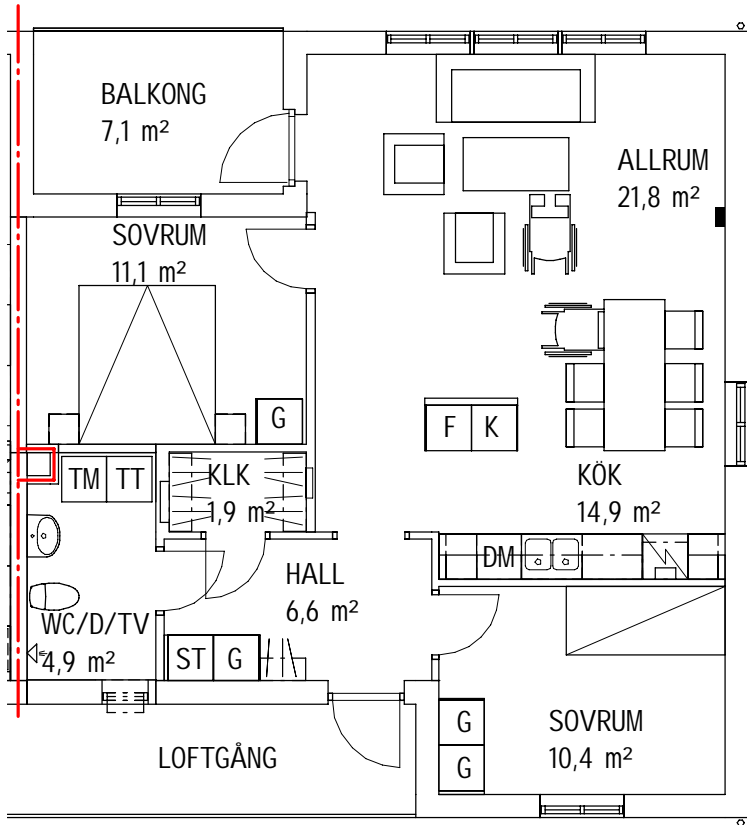 BALKONG
7,1 m²
ALLRUM
21,8 m²
SOVRUM
11,1 m²
G
F K
TM TT
KLK
1,9 m²
KÖK
14,9 m²
DM
HALL
6,6 m²
WC/D/TV
4,9 m²
ST G
G
SOVRUM
10,4 m²
G
LOFTGÅNG